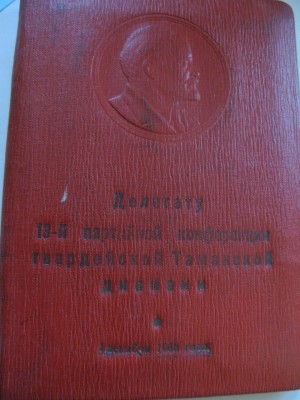 Делегату
13-й партийной конференции
гвардейской Таманской
дивизии